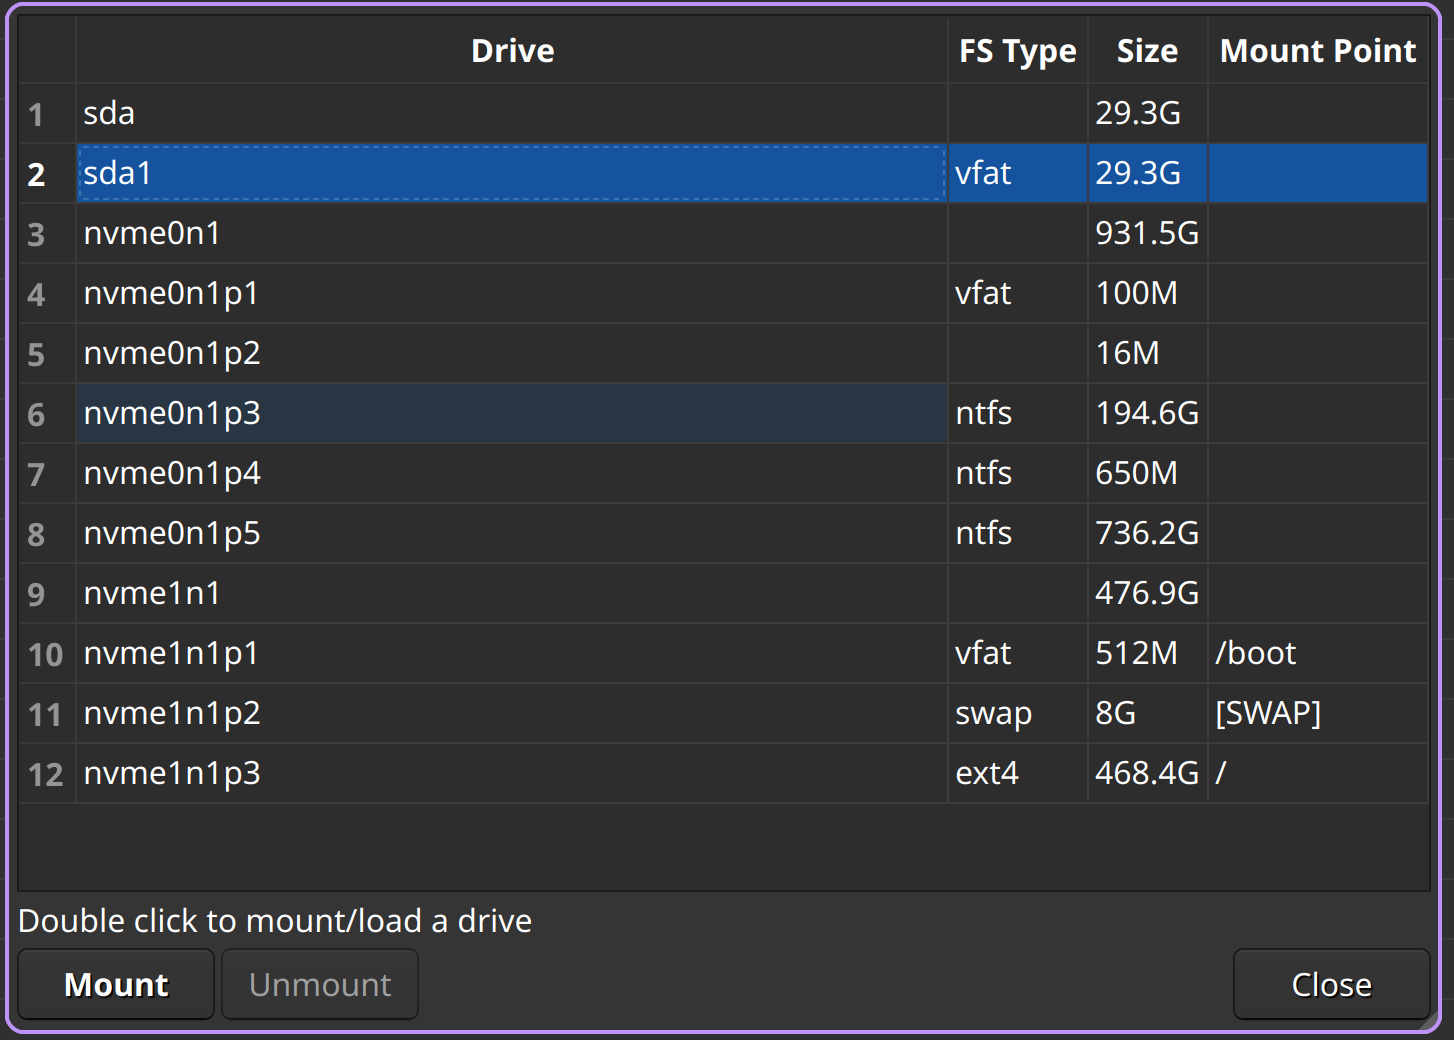 Drive FS Type Size Mount Point
1 sda 29.3G
2 sda1 vfat 29.3G
3 nvme0n1 931.5G
4 nvme0n1p1 vfat 100M
5 nvme0n1p2 16M
6 nvme0n1p3 ntfs 194.6G
7 nvme0n1p4 ntfs 650M
8 nvme0n1p5 ntfs 736.2G
9 nvme1n1 476.9G
10 nvme1n1p1 vfat 512M /boot
11 nvme1n1p2 swap 8G [SWAP]
12 nvme1n1p3 ext4 468.4G /
Double click to mount/load a drive
Mount Unmount Close